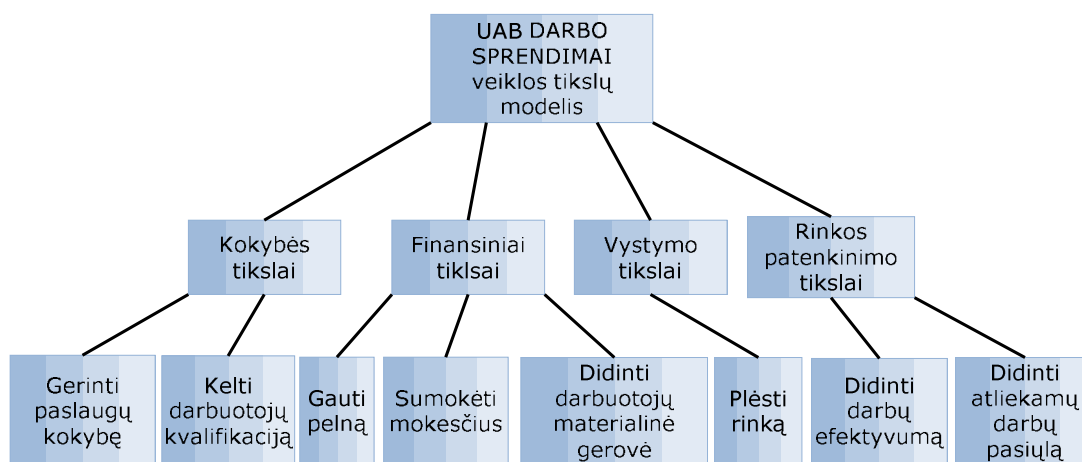 UAB DARBO
SPRENDIMAI
veiklos tikslų
modelis
Kokybės
tikslai
Finansiniai
tiklsai
Vystymo
tikslai
Rinkos
patenkinimo
tikslai
Gerinti
paslaugų
kokybę
Kelti
darbuotojų
kvalifikaciją
Gauti
pelną
Sumokėti
mokesčius
Didinti
darbuotojų
materialinė
gerovė
Plėsti
rinką
Didinti
darbų
efektyvumą
Didinti
atliekamų
darbų
pasiųlą